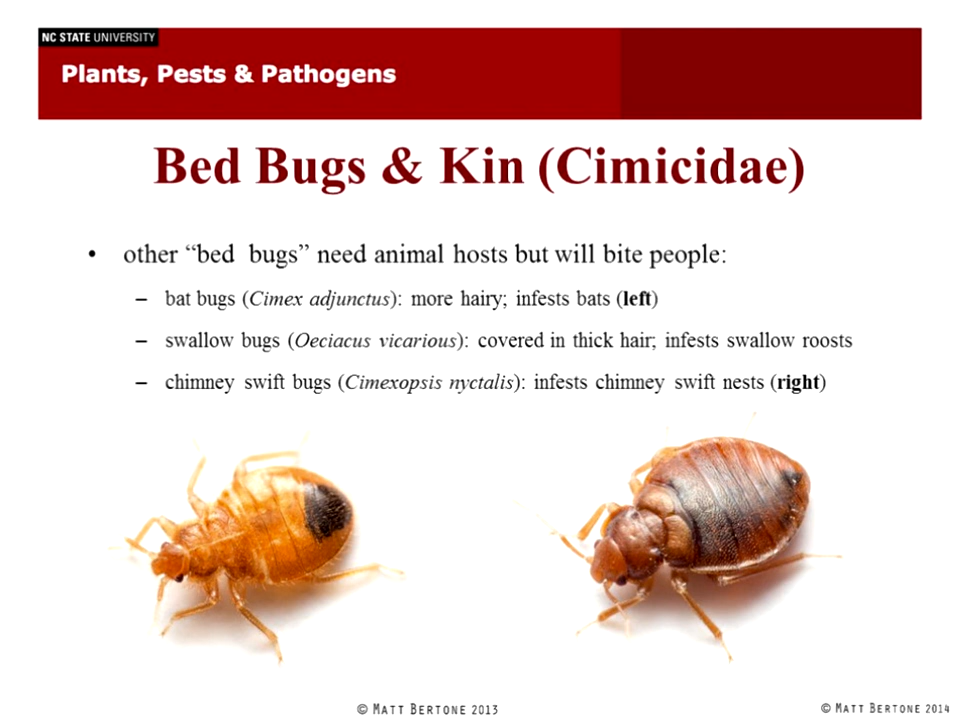 NC STATE UNIVERSITY
Plants, Pests & Pathogens
Bed Bugs & Kin (Cimicidae)
• other “bed bugs” need animal hosts but will bite people:
– bat bugs (Cimex adjunctus): more hairy; infests bats (left)
– swallow bugs (Oeciacus vicarious): covered in thick hair; infests swallow roosts
– chimney swift bugs (Cimexopsis nyctalis): infests chimney swift nests (right)
© MATT BERTONE 2013
© MATT BERTONE 2014